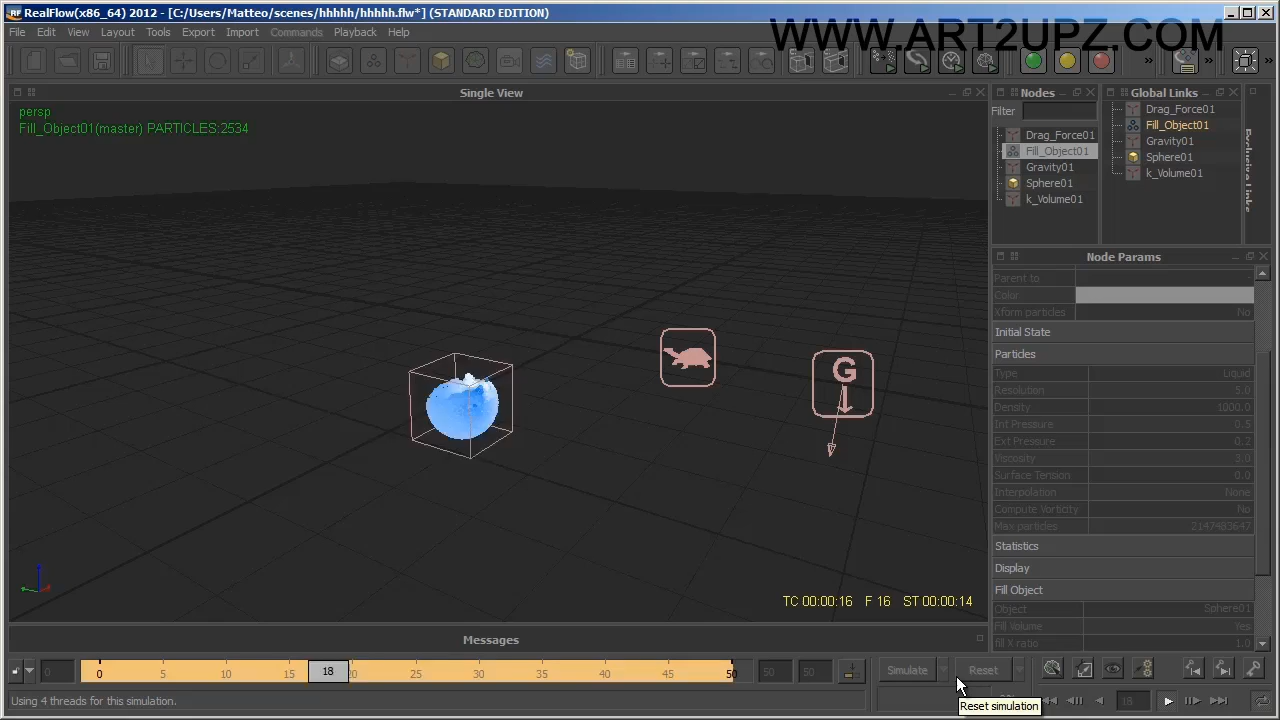 RealFlow(x86_64) 2012 - [C:/Users/Matteo/scenes/hhhhh/hhhhh.flw*] (STANDARD EDITION)
File Edit View Layout Tools Export Import Commands Playback Help
WWW.ART2UPZ.COM
Single View
persp
Fill_Object01(master) PARTICLES:2534
G
TC 00:00:16 F 16 ST 00:00:14
Nodes
Filter
Drag_Force01
Fill_Object01
Gravity01
Sphere01
k_Volume01
Global Links
Drag_Force01
Fill_Object01
Gravity01
Sphere01
k_Volume01
Exclusive Links
Node Params
Parent to
Color
Xform particles No
Initial State
Particles
Type Liquid
Resolution 5.0
Density 1000.0
Int Pressure 0.5
Ext Pressure 0.2
Viscosity 3.0
Surface Tension 0.0
Interpolation None
Compute Vorticity No
Max particles 2147483647
Statistics
Display
Fill Object
Object Sphere01
Fill Volume Yes
fill X ratio 1.0
Messages
0 0 5 10 15 18 20 25 30 35 40 45 50 50 50
Simulate Reset
Using 4 threads for this simulation.
18
Reset simulation